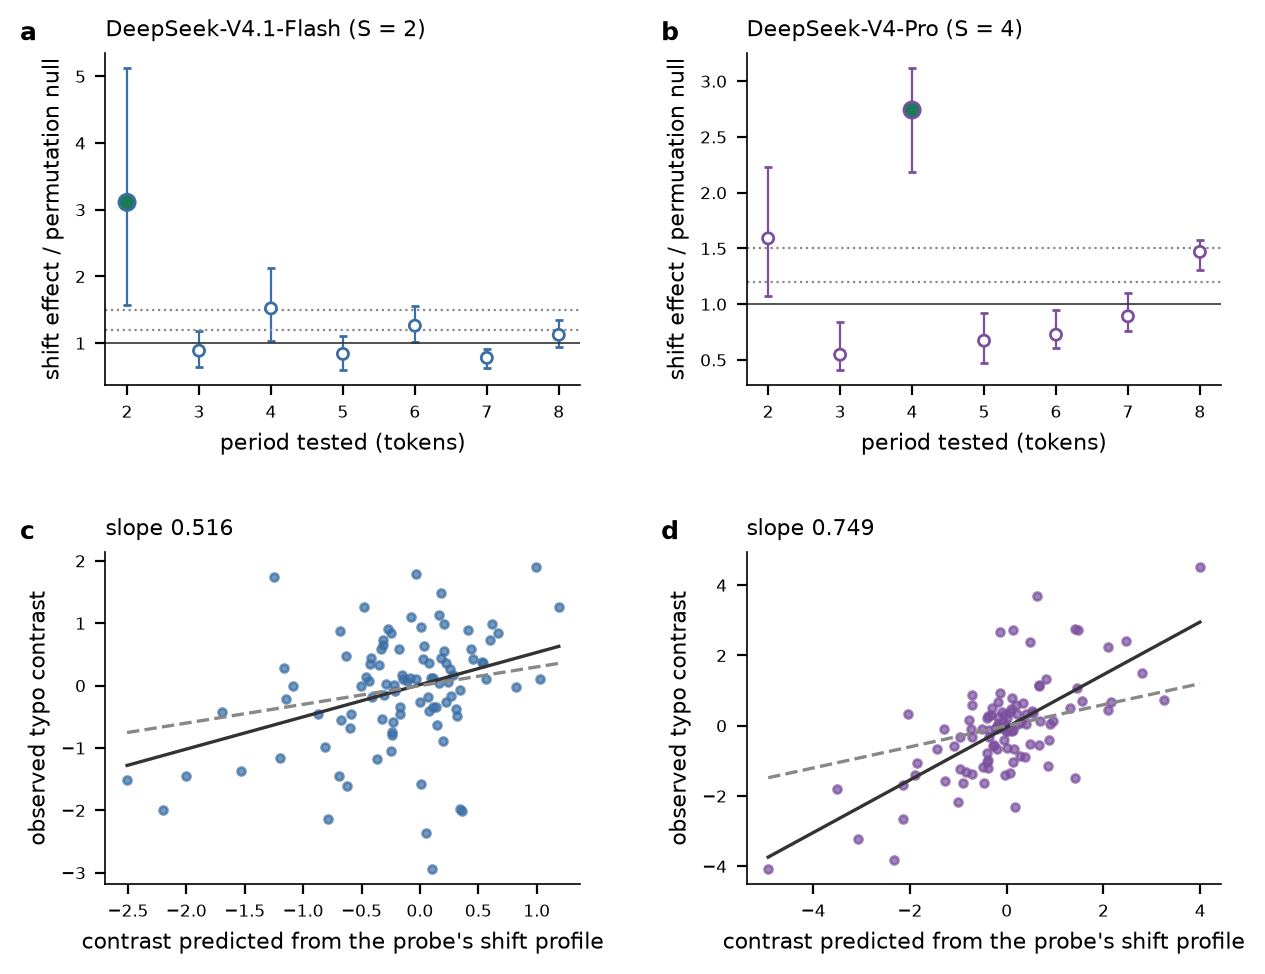 a
DeepSeek-V4.1-Flash (S = 2)
shift effect / permutation null
5
4
3
2
1
2 3 4 5 6 7 8
period tested (tokens)
b
DeepSeek-V4-Pro (S = 4)
shift effect / permutation null
3.0
2.5
2.0
1.5
1.0
0.5
2 3 4 5 6 7 8
period tested (tokens)
c
slope 0.516
observed typo contrast
2
1
0
−1
−2
−3
−2.5 −2.0 −1.5 −1.0 −0.5 0.0 0.5 1.0
contrast predicted from the probe's shift profile
d
slope 0.749
observed typo contrast
4
2
0
−2
−4
−4 −2 0 2 4
contrast predicted from the probe's shift profile